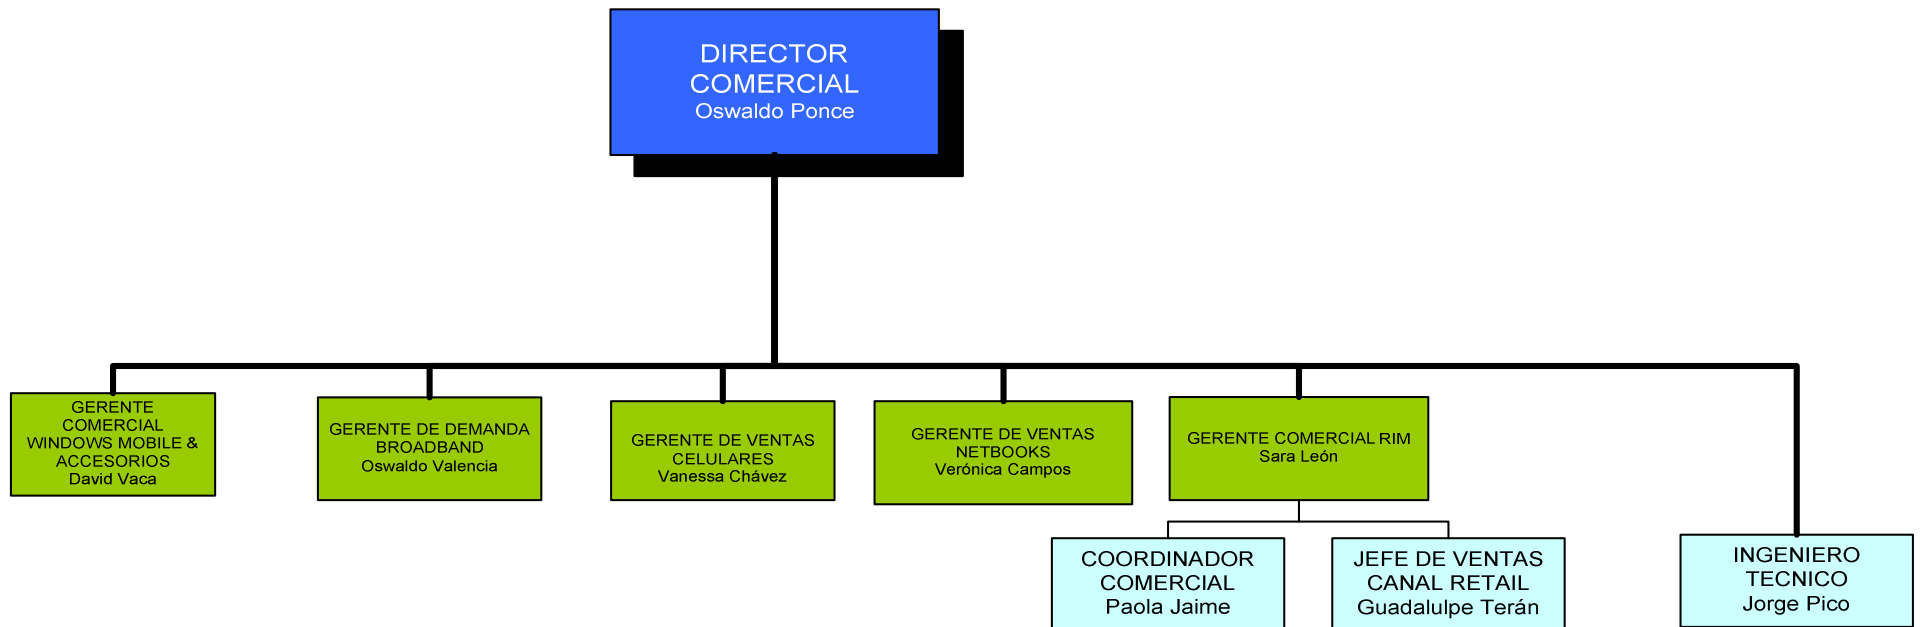 DIRECTOR
COMERCIAL
Oswaldo Ponce
GERENTE
COMERCIAL
WINDOWS MOBILE &
ACCESORIOS
David Vaca
GERENTE DE DEMANDA
BROADBAND
Oswaldo Valencia
GERENTE DE VENTAS
CELULARES
Vanessa Chávez
GERENTE DE VENTAS
NETBOOKS
Verónica Campos
GERENTE COMERCIAL RIM
Sara León
COORDINADOR
COMERCIAL
Paola Jaime
JEFE DE VENTAS
CANAL RETAIL
Guadalulpe Terán
INGENIERO
TECNICO
Jorge Pico